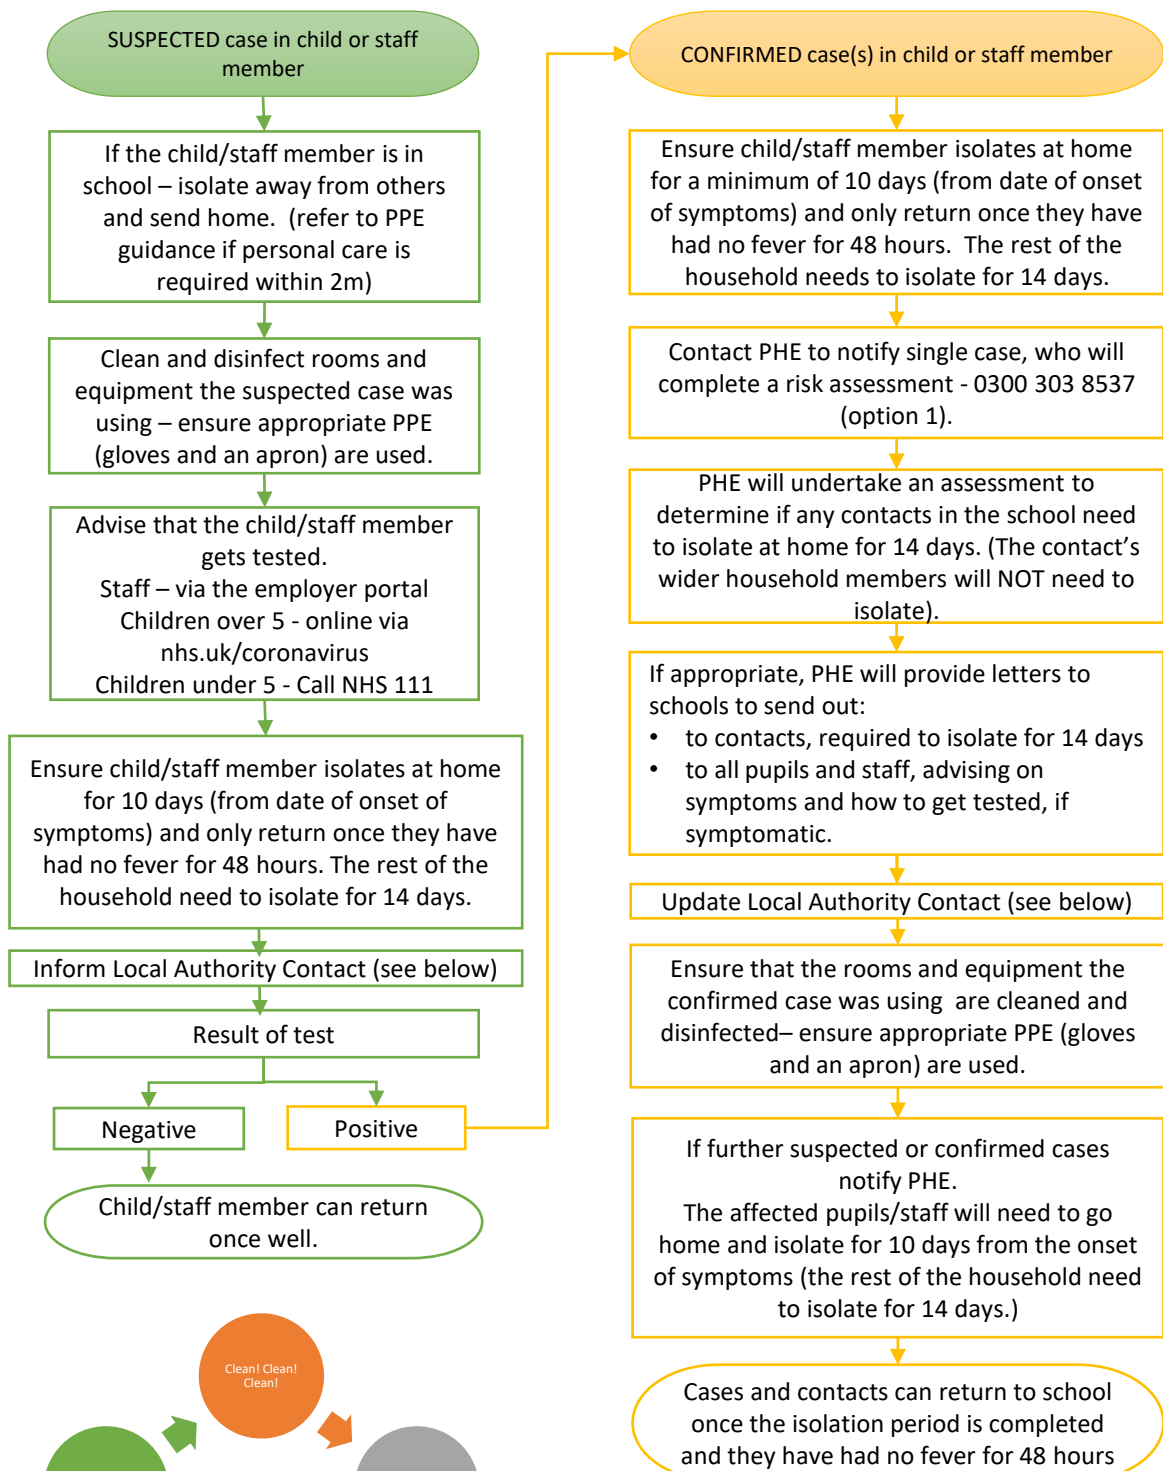 SUSPECTED case in child or staff
member
If the child/staff member is in
school – isolate away from others
and send home.  (refer to PPE
guidance if personal care is
required within 2m)
Clean and disinfect rooms and
equipment the suspected case was
using – ensure appropriate PPE
(gloves and an apron) are used.
Advise that the child/staff member
gets tested.
Staff – via the employer portal
Children over 5 - online via
nhs.uk/coronavirus
Children under 5 - Call NHS 111
Ensure child/staff member isolates at home
for 10 days (from date of onset of
symptoms) and only return once they have
had no fever for 48 hours. The rest of the
household need to isolate for 14 days.
Inform Local Authority Contact (see below)
Result of test
Negative
Positive
Child/staff member can return
once well.
Clean! Clean!
Clean!
CONFIRMED case(s) in child or staff member
Ensure child/staff member isolates at home
for a minimum of 10 days (from date of onset
of symptoms) and only return once they have
had no fever for 48 hours.  The rest of the
household needs to isolate for 14 days.
Contact PHE to notify single case, who will
complete a risk assessment - 0300 303 8537
(option 1).
PHE will undertake an assessment to
determine if any contacts in the school need
to isolate at home for 14 days. (The contact's
wider household members will NOT need to
isolate).
If appropriate, PHE will provide letters to
schools to send out:
• to contacts, required to isolate for 14 days
• to all pupils and staff, advising on
symptoms and how to get tested, if
symptomatic.
Update Local Authority Contact (see below)
Ensure that the rooms and equipment the
confirmed case was using  are cleaned and
disinfected– ensure appropriate PPE (gloves
and an apron) are used.
If further suspected or confirmed cases
notify PHE.
The affected pupils/staff will need to go
home and isolate for 10 days from the onset
of symptoms (the rest of the household need
to isolate for 14 days.)
Cases and contacts can return to school
once the isolation period is completed
and they have had no fever for 48 hours